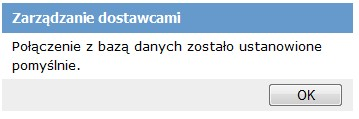 Zarządzanie dostawcami
Połączenie z bazą danych zostało ustanowione
pomyślnie.
OK